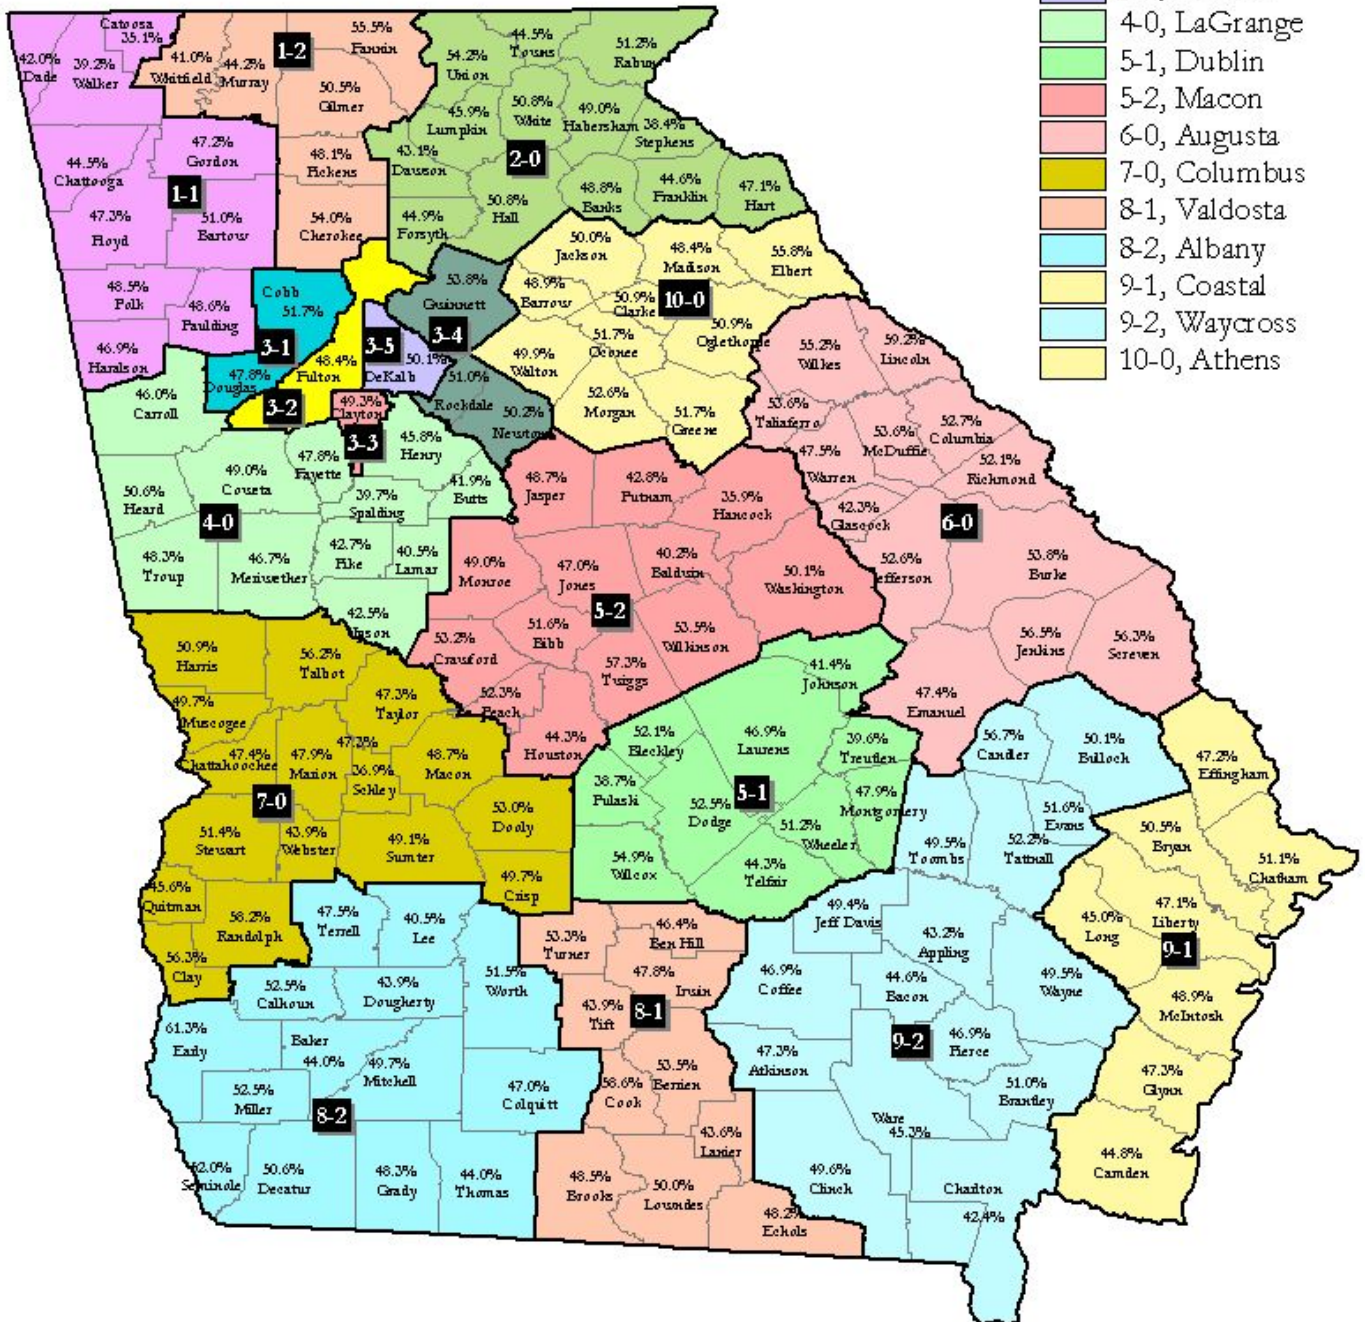 4-0, LaGrange
5-1, Dublin
5-2, Macon
6-0, Augusta
7-0, Columbus
8-1, Valdosta
8-2, Albany
9-1, Coastal
9-2, Waycross
10-0, Athens
Catoosa
35.1%
42.0%
Dade
39.2%
Walker
44.5%
Chattooga
47.2%
Gordon
1-1
47.3%
Floyd
51.0%
Bartow
48.5%
Polk
48.6%
Paulding
46.9%
Haralson
41.0%
Whitfield
44.2%
Murray
1-2
55.5%
Fannin
50.5%
Gilmer
48.1%
Pickens
54.0%
Cherokee
54.2%
Union
44.5%
Towns
51.2%
Rabun
45.9%
Lumpkin
50.8%
White
49.0%
Habersham
38.4%
Stephens
43.1%
Dawson
2-0
44.9%
Forsyth
50.8%
Hall
48.8%
Banks
44.6%
Franklin
47.1%
Hart
Cobb
51.7%
3-1
47.8%
Douglas
48.4%
Fulton
3-2
3-5
50.1%
DeKalb
53.8%
Gwinnett
3-4
51.0%
Rockdale
50.2%
Newton
49.3%
Clayton
3-3
50.0%
Jackson
48.4%
Madison
55.8%
Elbert
48.9%
Barrow
50.9%
Clarke
10-0
50.9%
Oglethorpe
51.7%
Oconee
49.9%
Walton
52.6%
Morgan
51.7%
Greene
46.0%
Carroll
47.8%
Fayette
45.8%
Henry
49.0%
Coweta
50.6%
Heard
39.7%
Spalding
41.9%
Butts
4-0
48.3%
Troup
46.7%
Meriwether
42.7%
Pike
40.5%
Lamar
42.5%
Upson
48.7%
Jasper
42.8%
Putnam
35.9%
Hancock
49.0%
Monroe
47.0%
Jones
40.2%
Baldwin
50.1%
Washington
5-2
53.2%
Crawford
51.6%
Bibb
53.5%
Wilkinson
57.3%
Twiggs
52.3%
Peach
44.3%
Houston
55.2%
Wilkes
59.2%
Lincoln
53.6%
Taliaferro
53.6%
McDuffie
52.7%
Columbia
47.5%
Warren
52.1%
Richmond
42.3%
Glascock
6-0
52.6%
Jefferson
53.8%
Burke
56.5%
Jenkins
56.3%
Screven
47.4%
Emanuel
50.9%
Harris
56.2%
Talbot
49.7%
Muscogee
47.3%
Taylor
47.4%
Chattahoochee
47.9%
Marion
47.3%
36.9%
Schley
48.7%
Macon
7-0
53.0%
Dooly
51.4%
Stewart
43.9%
Webster
49.1%
Sumter
45.6%
Quitman
49.7%
Crisp
58.2%
Randolph
56.3%
Clay
41.4%
Johnson
52.1%
Bleckley
46.9%
Laurens
39.6%
Treutlen
38.7%
Pulaski
5-1
52.5%
Dodge
47.9%
Montgomery
51.2%
Wheeler
54.9%
Wilcox
44.3%
Telfair
47.5%
Terrell
40.5%
Lee
52.5%
Calhoun
43.9%
Dougherty
51.5%
Worth
61.3%
Early
Baker
44.0%
49.7%
Mitchell
52.5%
Miller
8-2
47.0%
Colquitt
52.0%
Seminole
50.6%
Decatur
48.3%
Grady
44.0%
Thomas
53.3%
Turner
46.4%
Ben Hill
47.8%
Irwin
43.9%
Tift
8-1
53.5%
Berrien
58.6%
Cook
43.6%
Lanier
48.5%
Brooks
50.0%
Lowndes
48.2%
Echols
56.7%
Candler
50.1%
Bulloch
51.6%
Evans
49.5%
Toombs
52.2%
Tattnall
49.4%
Jeff Davis
43.2%
Appling
46.9%
Coffee
44.6%
Bacon
49.5%
Wayne
9-2
46.9%
Pierce
47.3%
Atkinson
51.0%
Brantley
Ware
45.3%
49.6%
Clinch
Charlton
42.4%
47.2%
Effingham
50.5%
Bryan
51.1%
Chatham
47.1%
Liberty
45.0%
Long
9-1
48.9%
McIntosh
47.3%
Glynn
44.8%
Camden